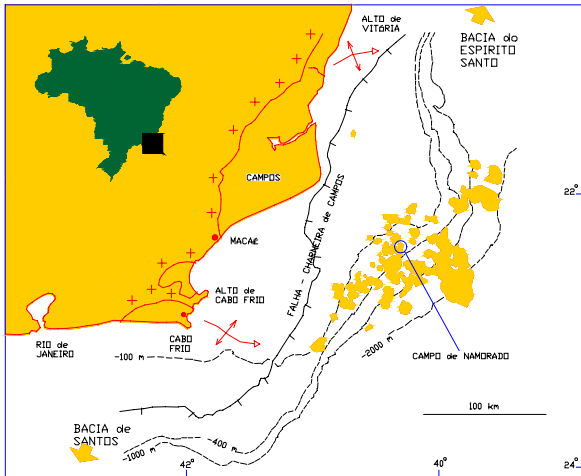 ALTO de
VITÓRIA
BACIA do
ESPIRITO
SANTO
22°
CAMPOS
FALHA - CHARNEIRA de CAMPOS
MACAÉ
ALTO de
CABO FRIO
RIO de
JANEIRO
CABO
FRIO
-100 m
-2000 m
CAMPO de NAMORADO
100 km
BACIA de
SANTOS
-400 m
-1000 m
42°
40°
24°